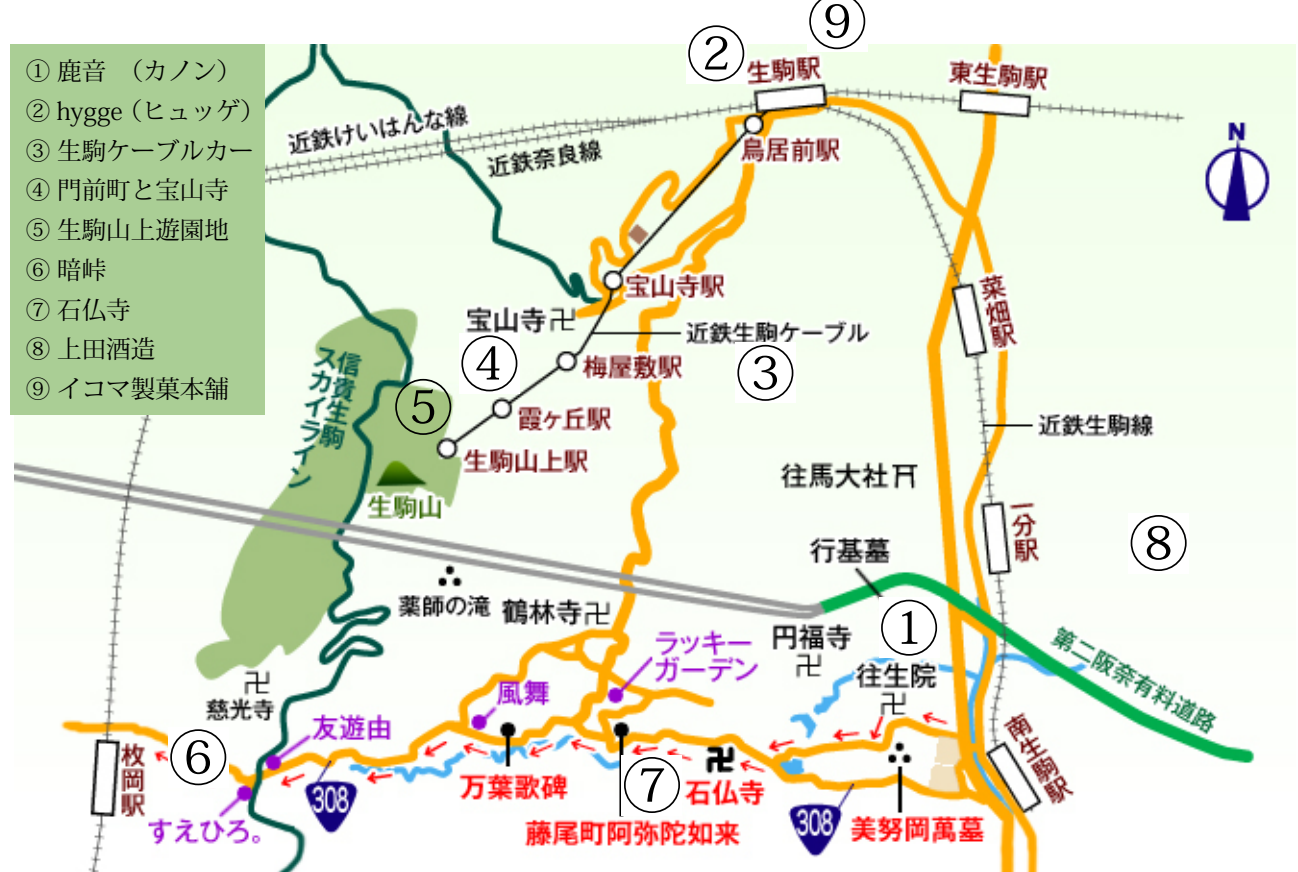 ① 鹿音　（カノン）
② hygge（ヒュッゲ）
③ 生駒ケーブルカー
④ 門前町と宝山寺
⑤ 生駒山上遊園地
⑥ 暗峠
⑦ 石仏寺
⑧ 上田酒造
⑨ イコマ製菓本舗
⑨
②
生駒駅
東生駒駅
近鉄けいはんな線
近鉄奈良線
鳥居前駅
N
宝山寺駅
宝山寺卍
近鉄生駒ケーブル
菜畑駅
④
梅屋敷駅
③
信貴生駒
スカイライン
⑤
霞ヶ丘駅
近鉄生駒線
生駒山上駅
往馬大社
生駒山
一分駅
⑧
行基墓
薬師の滝
鶴林寺卍
①
円福寺
卍
ラッキー
ガーデン
第二阪奈有料道路
往生院
卍
卍
慈光寺
風舞
友遊由
⑥
枚岡駅
南生駒駅
308
万葉歌碑
⑦
卍
石仏寺
308
すえひろ。
藤尾町阿弥陀如来
美努岡萬墓